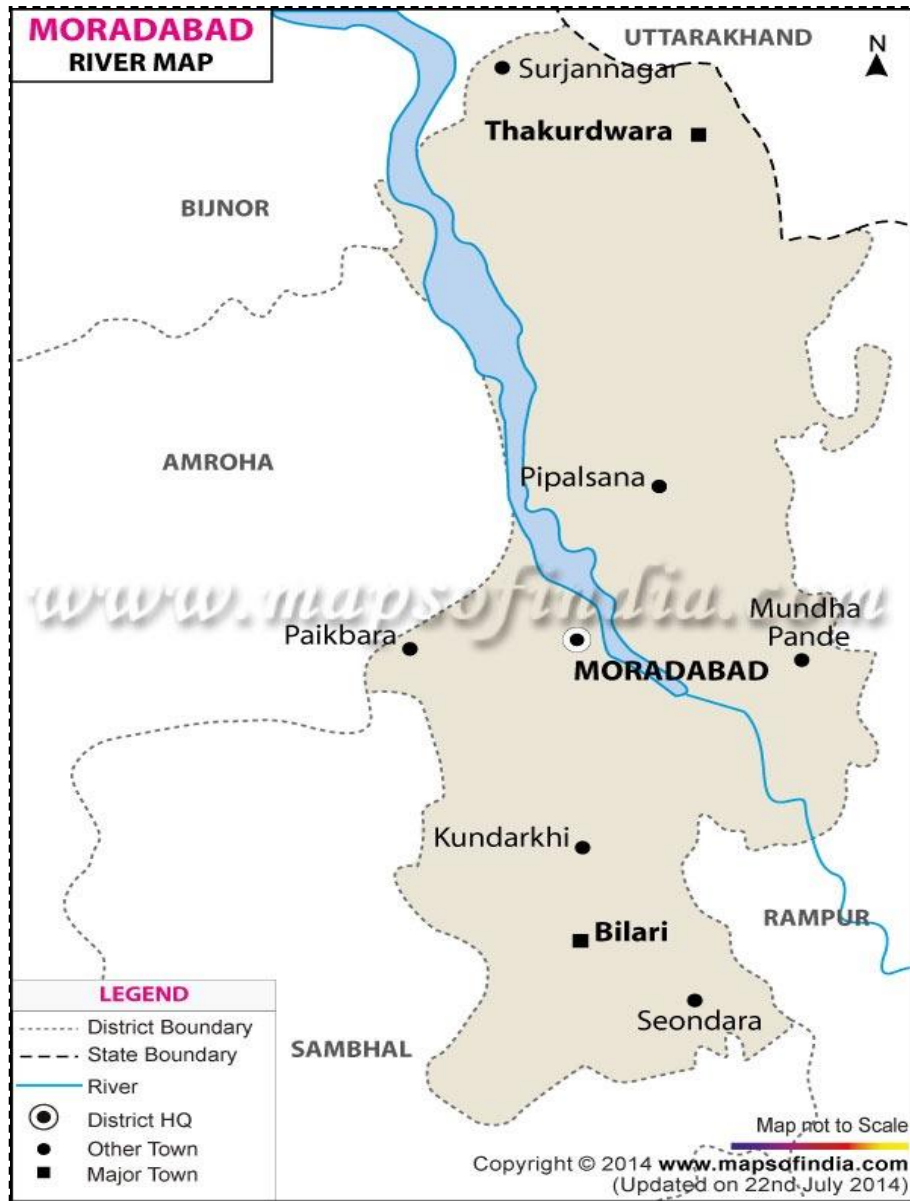 MORADABAD
RIVER MAP
UTTARAKHAND
N
Surjannagar
Thakurdwara
BIJNOR
AMROHA
Pipalsana
www.mapsofindia.com
Mundha
Pande
Paikbara
MORADABAD
Kundarkhi
RAMPUR
Bilari
Seondara
SAMBHAL
LEGEND
District Boundary
State Boundary
River
District HQ
Other Town
Major Town
Map not to Scale
Copyright © 2014 www.mapsofindia.com
(Updated on 22nd July 2014)